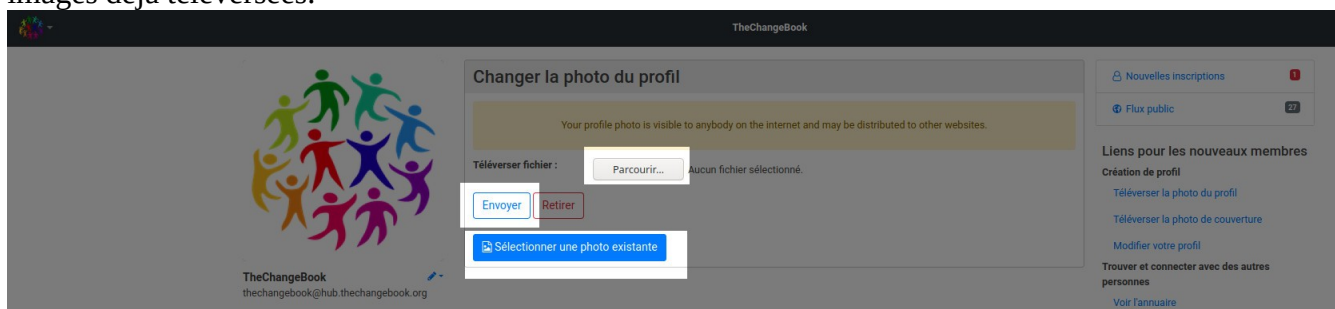 images déjà téléversées.
TheChangeBook
Changer la photo du profil
Your profile photo is visible to anybody on the internet and may be distributed to other websites.
Téléverser fichier :
Parcourir...
Aucun fichier sélectionné.
Envoyer
Retirer
Sélectionner une photo existante
TheChangeBook
thechangebook@hub.thechangebook.org
Nouvelles inscriptions
1
Flux public
27
Liens pour les nouveaux membres
Création de profil
Téléverser la photo du profil
Téléverser la photo de couverture
Modifier votre profil
Trouver et connecter avec des autres
personnes
Voir l'annuaire